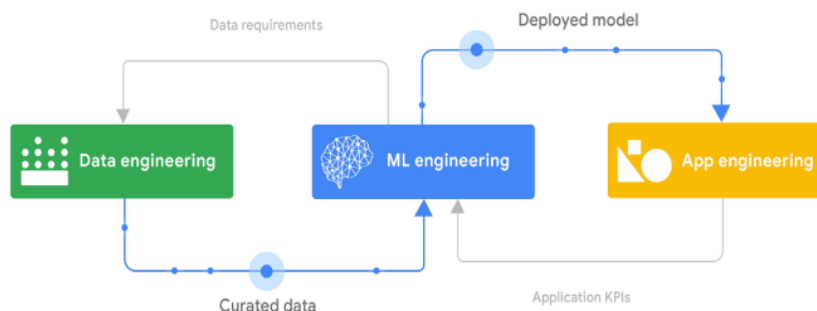 Data requirements
Deployed model
Data engineering
ML engineering
App engineering
Curated data
Application KPIs